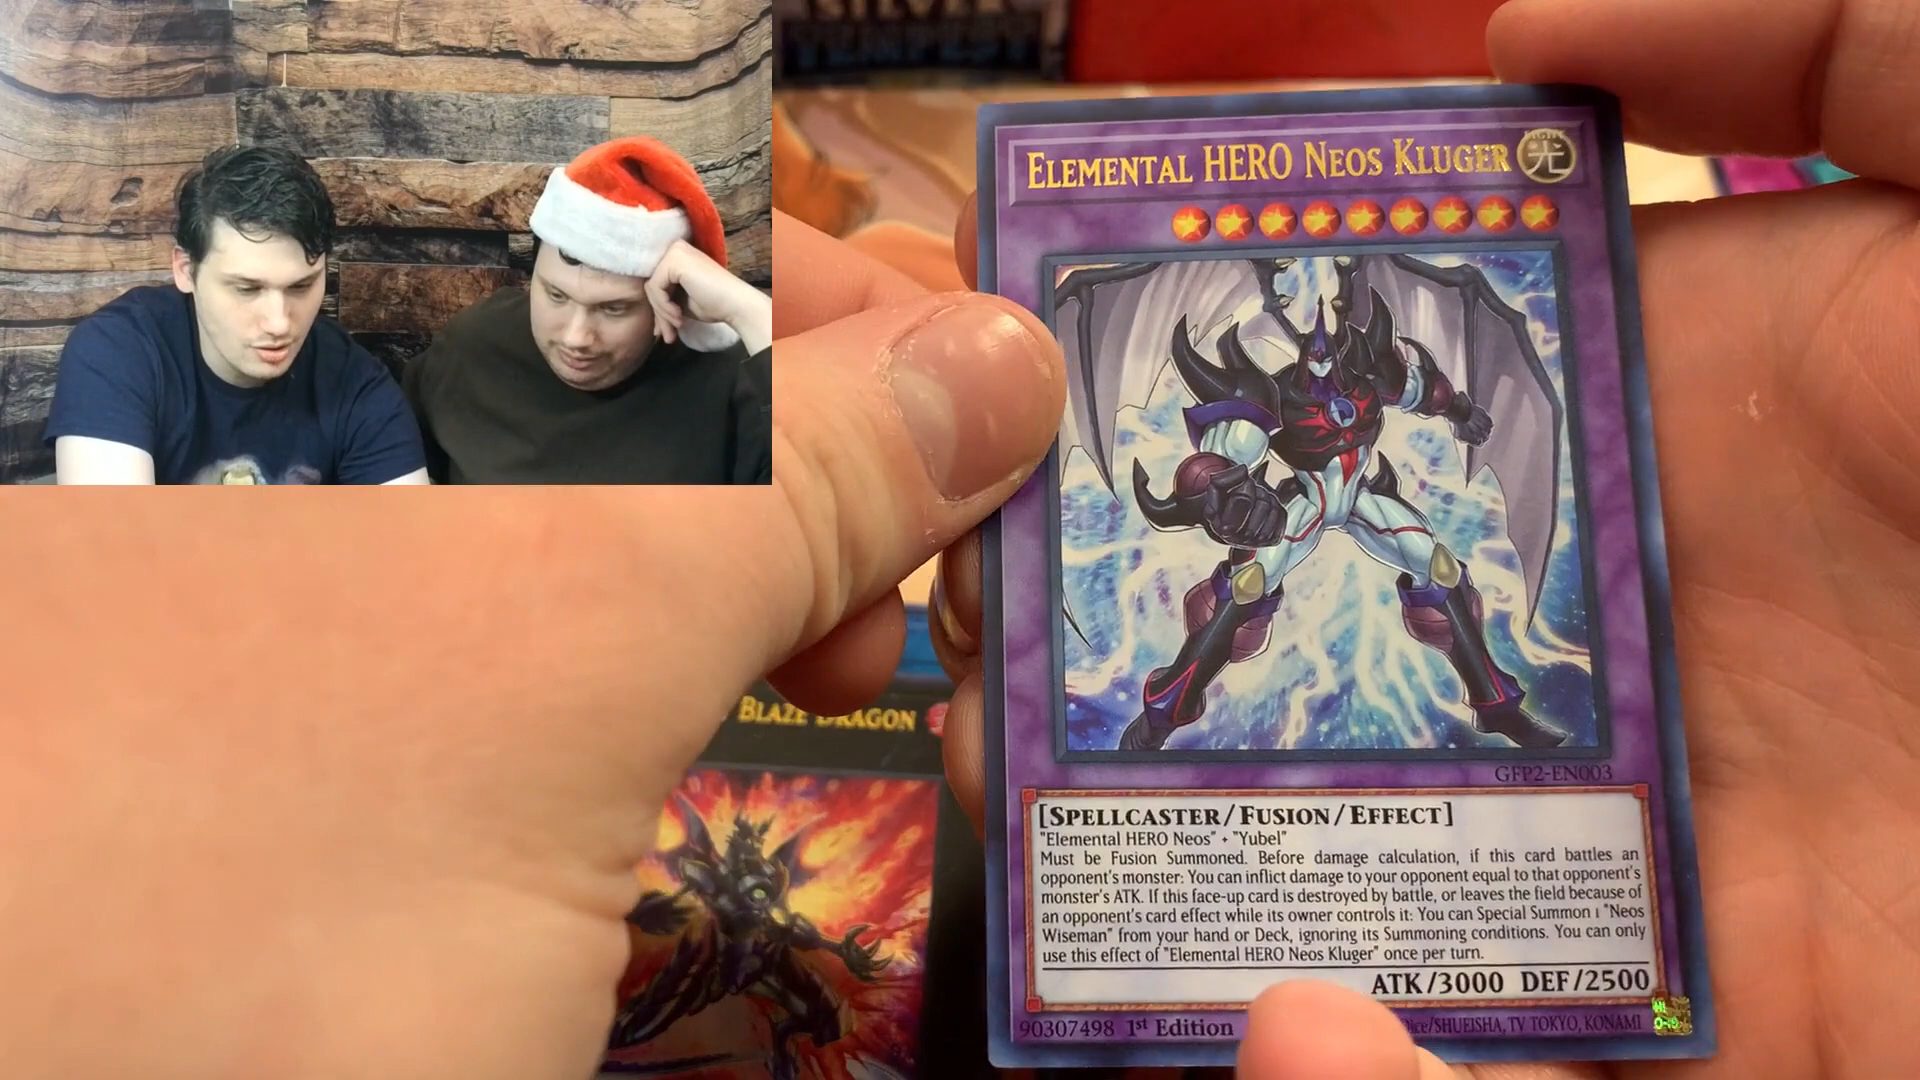 SILVER
TEMPEST
ELEMENTAL HERO NEOS KLUGER
LIGHT
光
BLAZE DRAGON
GFP2-EN003
[SPELLCASTER/FUSION/EFFECT]
"Elemental HERO Neos" + "Yubel"
Must be Fusion Summoned. Before damage calculation, if this card battles an
opponent's monster: You can inflict damage to your opponent equal to that opponent's
monster's ATK. If this face-up card is destroyed by battle, or leaves the field because of
an opponent's card effect while its owner controls it: You can Special Summon 1 "Neos
Wiseman" from your hand or Deck, ignoring its Summoning conditions. You can only
use this effect of "Elemental HERO Neos Kluger" once per turn.
ATK/3000 DEF/2500
90307498 1st Edition /SHUEISHA, TV TOKYO, KONAMI